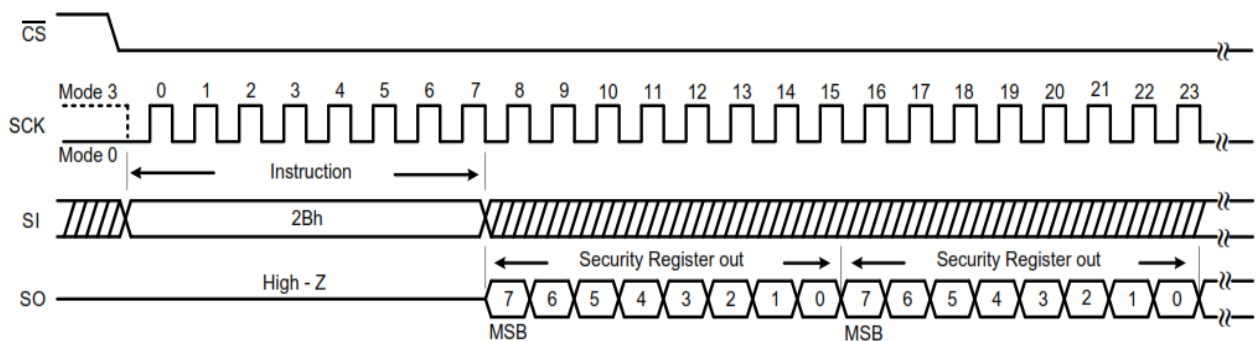 CS
Mode 3 0 1 2 3 4 5 6 7 8 9 10 11 12 13 14 15 16 17 18 19 20 21 22 23
SCK
Mode 0
Instruction
SI 2Bh
Security Register out Security Register out
High - Z
SO 7 6 5 4 3 2 1 0 7 6 5 4 3 2 1 0
MSB MSB